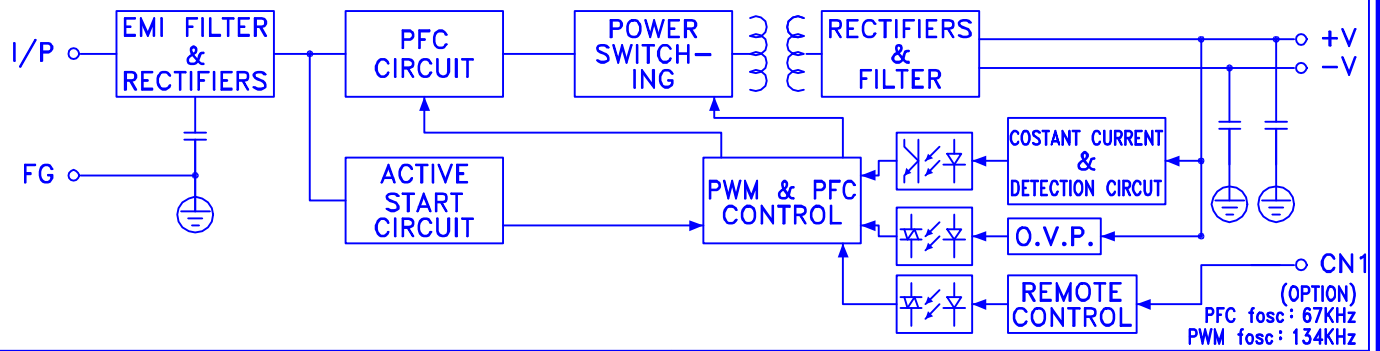 I/P
EMI FILTER
&
RECTIFIERS
PFC
CIRCUIT
POWER
SWITCH-
ING
RECTIFIERS
&
FILTER
+V
-V
FG
ACTIVE
START
CIRCUIT
PWM & PFC
CONTROL
COSTANT CURRENT
&
DETECTION CIRCUT
O.V.P.
REMOTE
CONTROL
CN1
(OPTION)
PFC fosc: 67KHz
PWM fosc: 134KHz